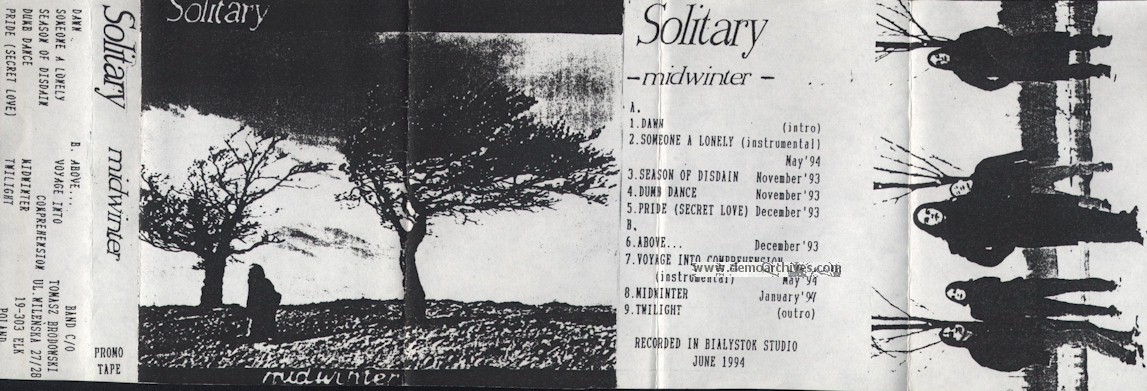 DAWN
SOMEONE A LONELY
SEASON OF DISDAIN
DUMB DANCE
PRIDE (SECRET LOVE)
B. ABOVE...
VOYAGE INTO
COMPREHENSION
MIDWINTER
TWILIGHT
BAND C/O
TOMASZ BRODOWSKI
UL.WILEŃSKA 27/28
19-303 ELK
POLAND
Solitary midwinter
PROMO
TAPE
Solitary
midwinter
Solitary
- midwinter -
A.
1.DAWN (intro)
2.SOMEONE A LONELY (instrumental)
May'94
3.SEASON OF DISDAIN November'93
4.DUMB DANCE November'93
5.PRIDE (SECRET LOVE) December'93
B.
6.ABOVE... December'93
7.VOYAGE INTO COMPREHENSION
www.demoarchives.com
(instrumental) May'94
8.MIDWINTER January'94
9.TWILIGHT (outro)
RECORDED IN BIALYSTOK STUDIO
JUNE 1994